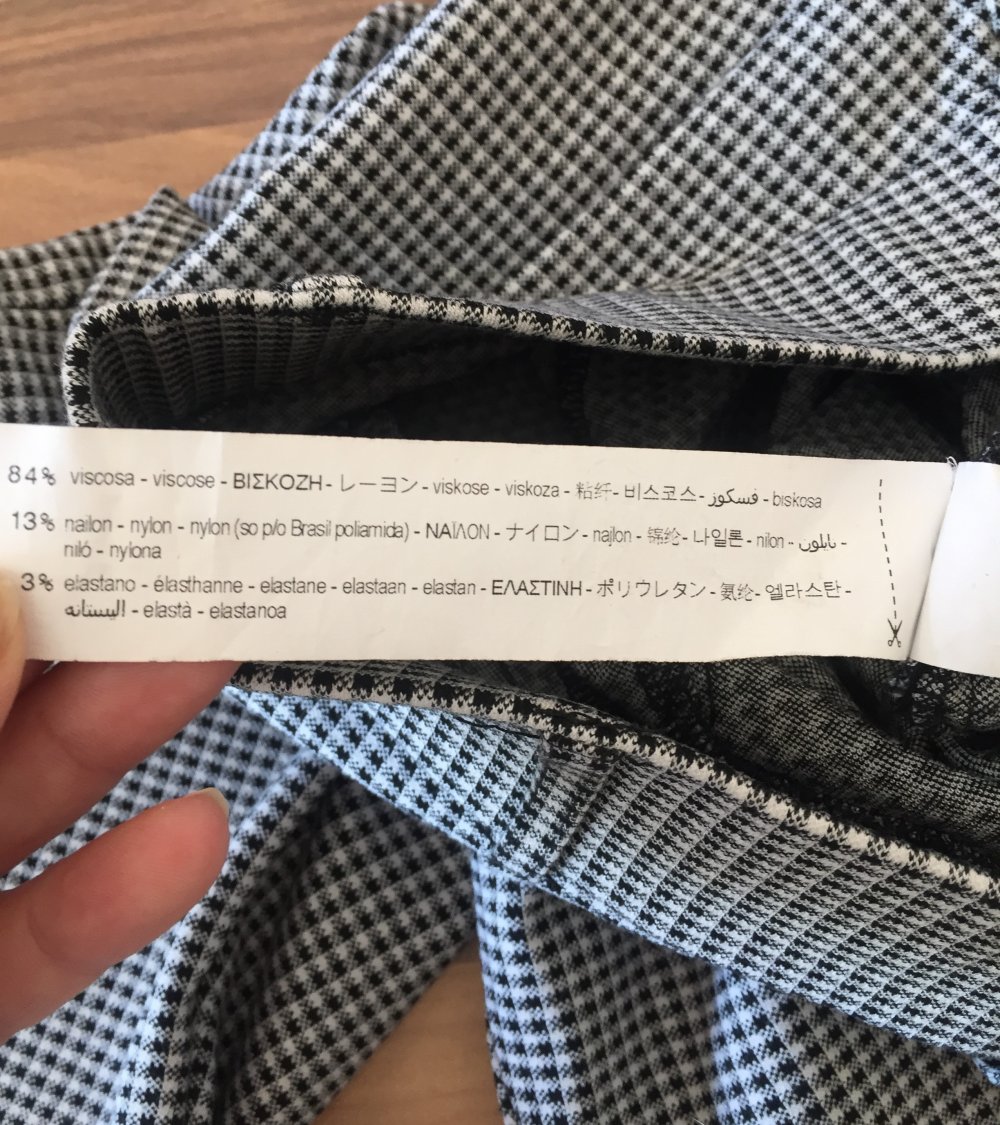 84% viscosa - viscose - ΒΙΣΚΟΖΗ - レーヨン - viskose - viskoza - 粘纤- 비스코스- فسكوز - biskosa
13% nailon - nylon - nylon (so p/o Brasil poliamida) - ΝΑΪΛΟΝ - ナイロン - najlon - 锦纶- 나일론 - nilon - نايلون -
niló - nylona
3% elastano - élasthanne - elastane - elastaan - elastan - ΕΛΑΣΤΙΝΗ - ポリウレタン - 氨纶- 엘라스탄 -
اليستانه - elastà - elastanoa